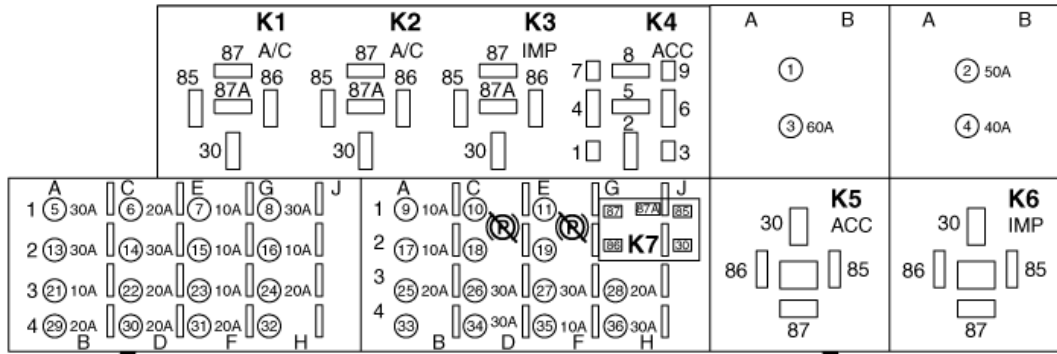 K1 K2 K3 K4 A B A B
87 A/C 87 A/C 87 IMP 8 ACC
85 86 85 86 85 86 7 9 1 2 50A
87A 87A 87A 5
4 6
2 3 60A 4 40A
30 30 30 1 3
A C E G J A C E G J
1 5 30A 6 20A 7 10A 8 30A 1 9 10A 10 11 87 87A 85 K5 K6
P P 30 ACC 30 IMP
2 13 30A 14 30A 15 10A 16 10A 2 17 10A 18 19 86 K7 30
86 85 86 85
3 21 10A 22 20A 23 10A 24 20A 3 25 20A 26 30A 27 30A 28 20A
4 29 20A 30 20A 31 20A 32 4 33 34 30A 35 10A 36 30A 87 87
B D F H B D F H